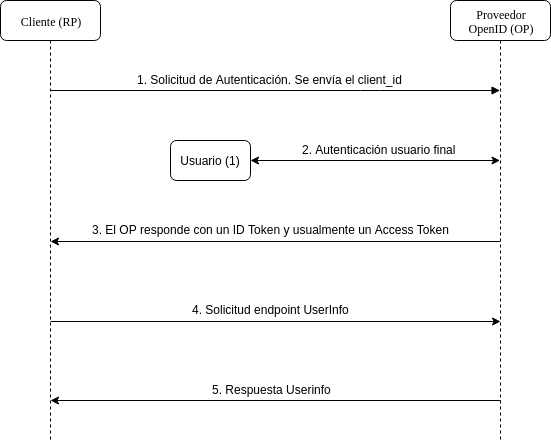 Cliente (RP)
Proveedor
OpenID (OP)
1. Solicitud de Autenticación. Se envía el client_id
2. Autenticación usuario final
Usuario (1)
3. El OP responde con un ID Token y usualmente un Access Token
4. Solicitud endpoint UserInfo
5. Respuesta Userinfo